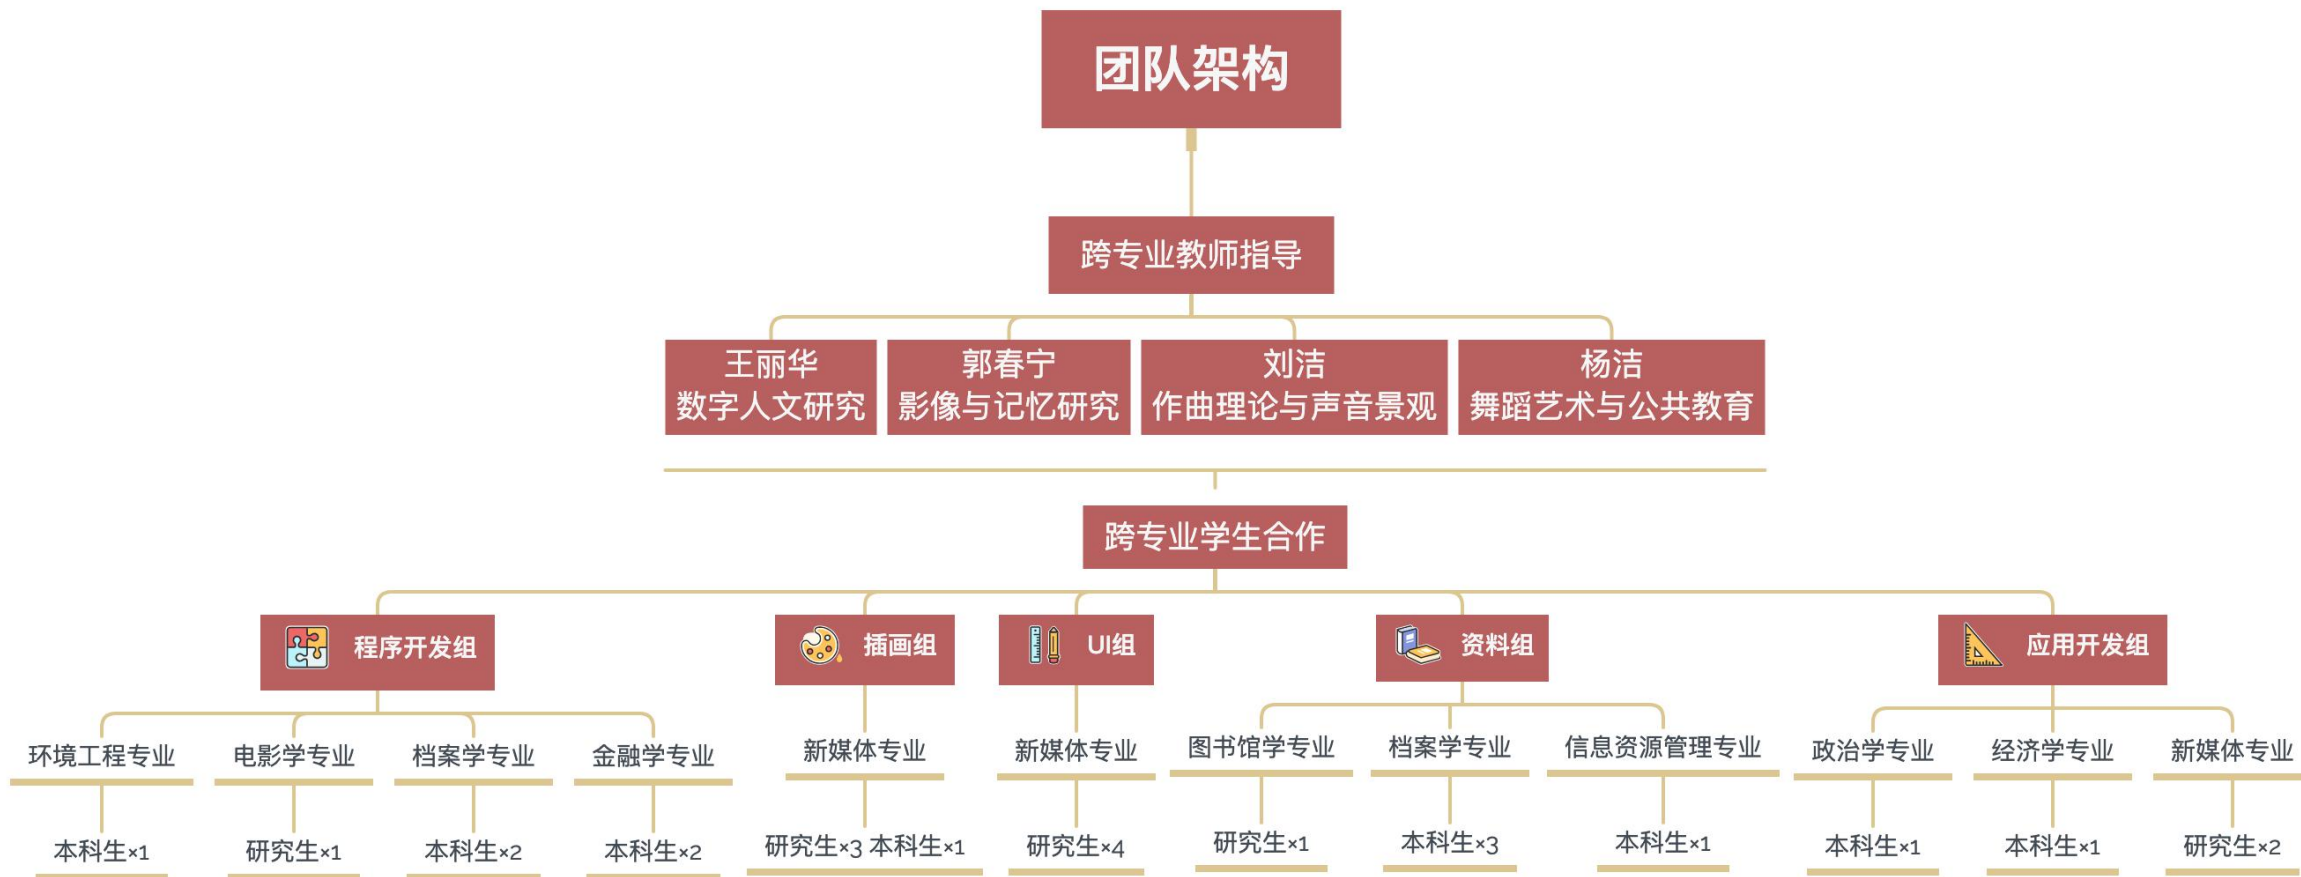 团队架构
跨专业教师指导
王丽华
数字人文研究
郭春宁
影像与记忆研究
刘洁
作曲理论与声音景观
杨洁
舞蹈艺术与公共教育
跨专业学生合作
程序开发组
插画组
UI组
资料组
应用开发组
环境工程专业
电影学专业
档案学专业
金融学专业
新媒体专业
新媒体专业
图书馆学专业
档案学专业
信息资源管理专业
政治学专业
经济学专业
新媒体专业
本科生×1
研究生×1
本科生×2
本科生×2
研究生×3 本科生×1
研究生×4
研究生×1
本科生×3
本科生×1
本科生×1
本科生×1
研究生×2